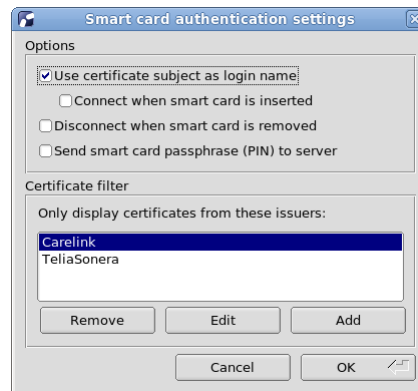 Smart card authentication settings
Options
Use certificate subject as login name
Connect when smart card is inserted
Disconnect when smart card is removed
Send smart card passphrase (PIN) to server
Certificate filter
Only display certificates from these issuers:
Carelink
TeliaSonera
Remove Edit Add
Cancel OK